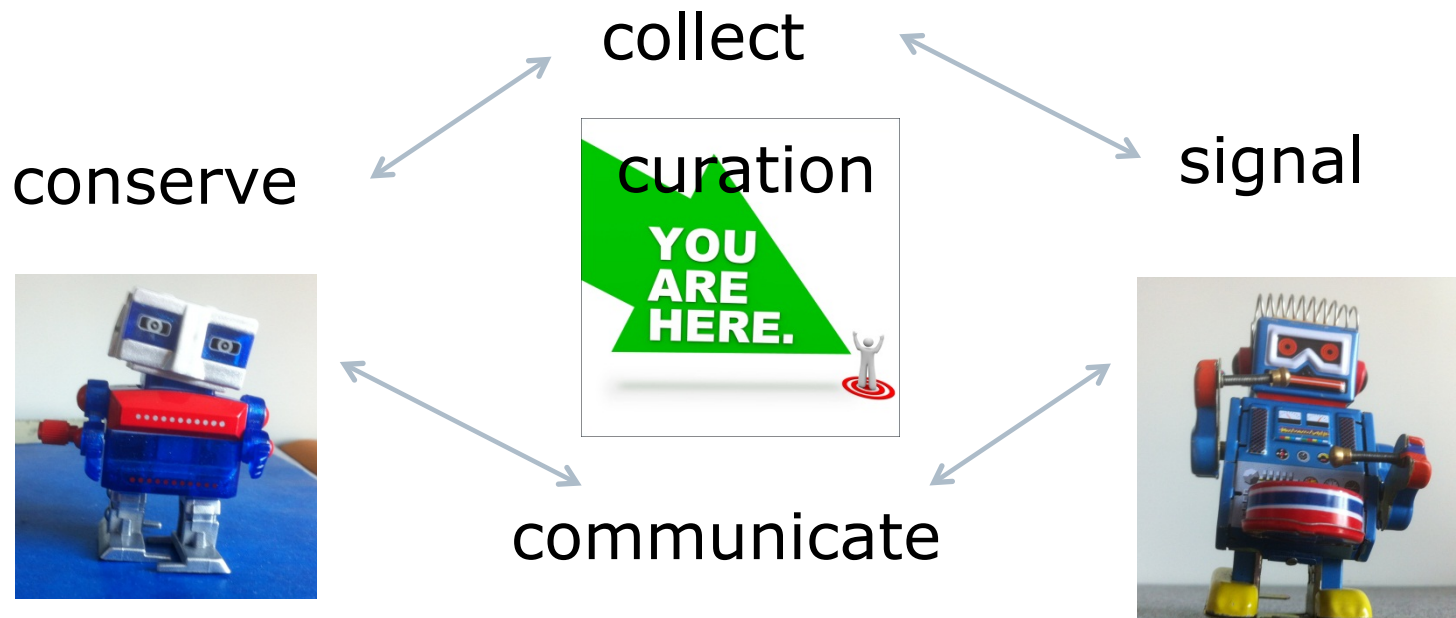 collect
conserve
curation
signal
YOU
ARE
HERE.
communicate